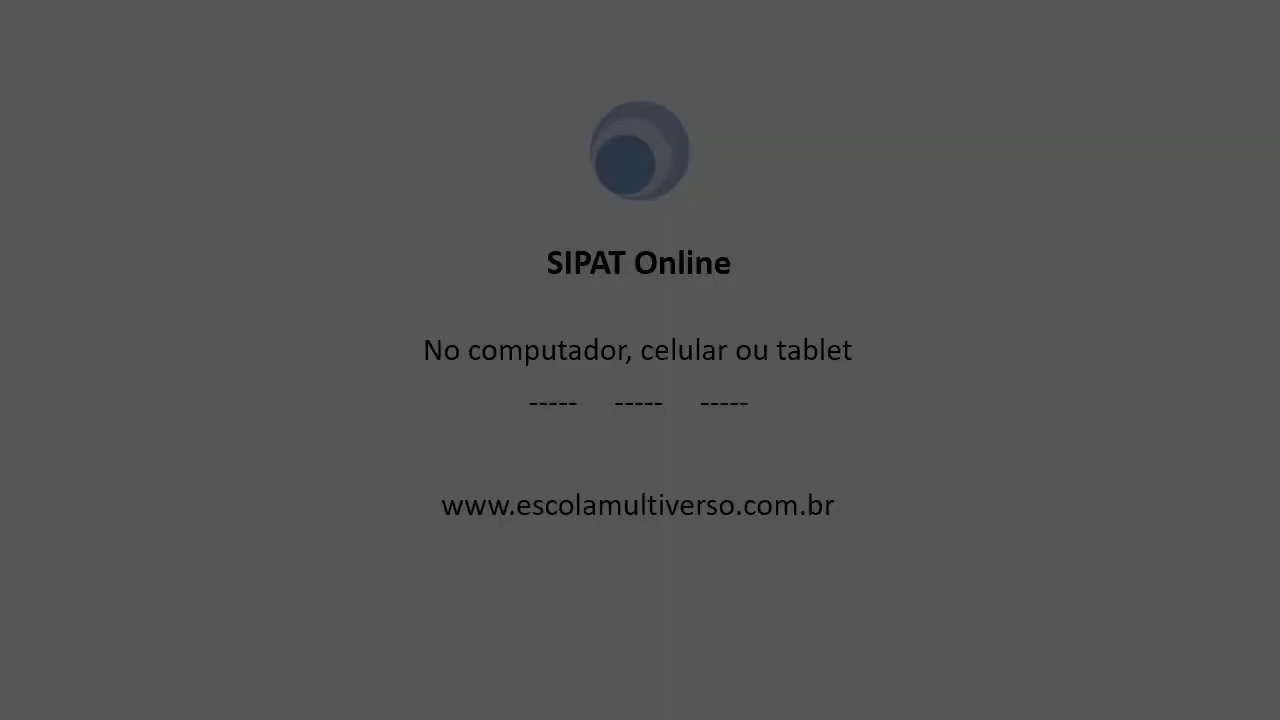 SIPAT Online
No computador, celular ou tablet
----- ----- -----
www.escolamultiverso.com.br